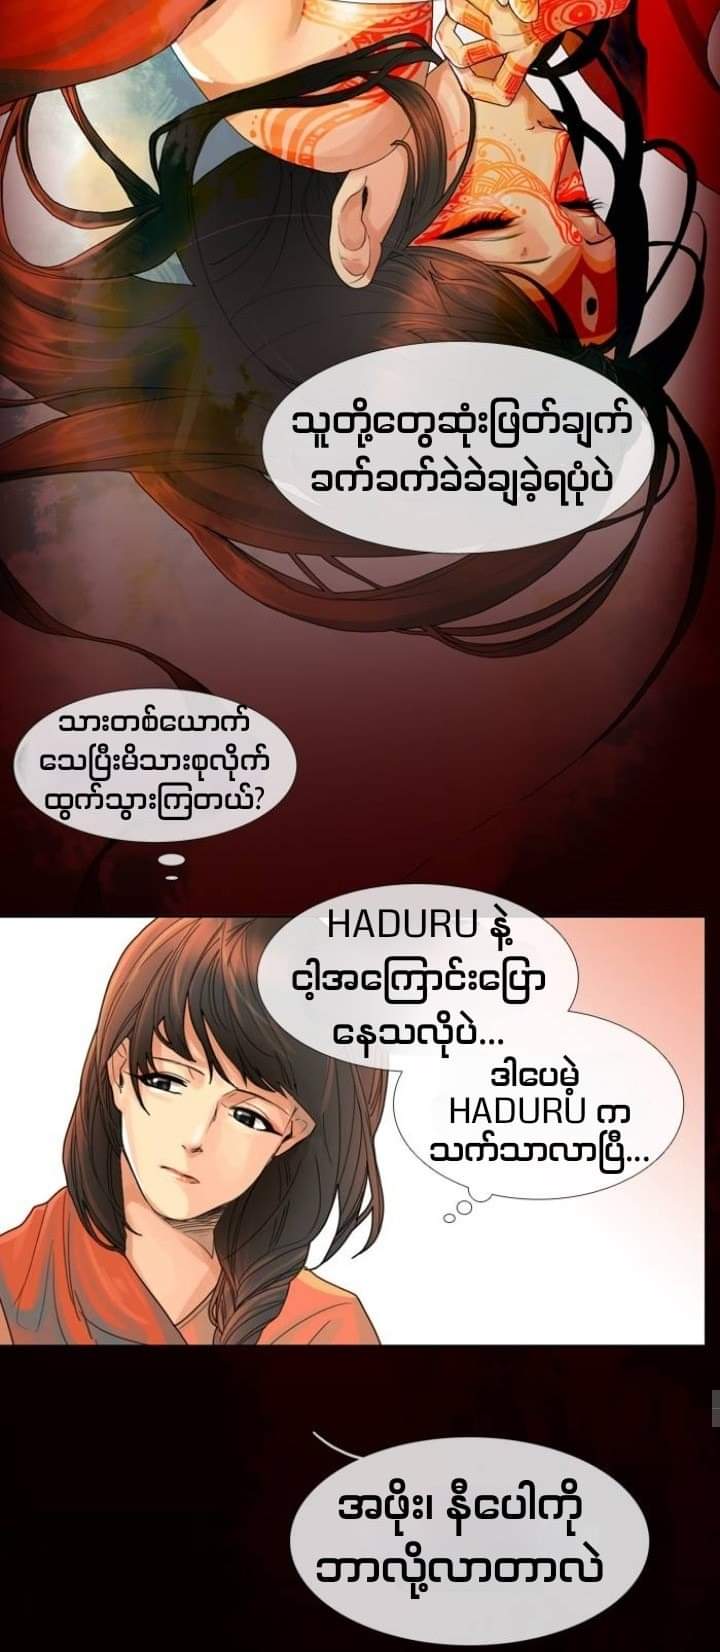 သူတို့တွေဆုံးဖြတ်ချက်
ခက်ခက်ခဲခဲချခဲ့ရပုံပဲ
သားတစ်ယောက်
သေပြီးမိသားစုလိုက်
ထွက်သွားကြတယ်?
HADURU နဲ့
ငါ့အကြောင်းပြော
နေသလိုပဲ...
ဒါပေမဲ့
HADURU က
သက်သာလာပြီ...
အဖိုး၊ နီပေါကို
ဘာလို့လာတာလဲ